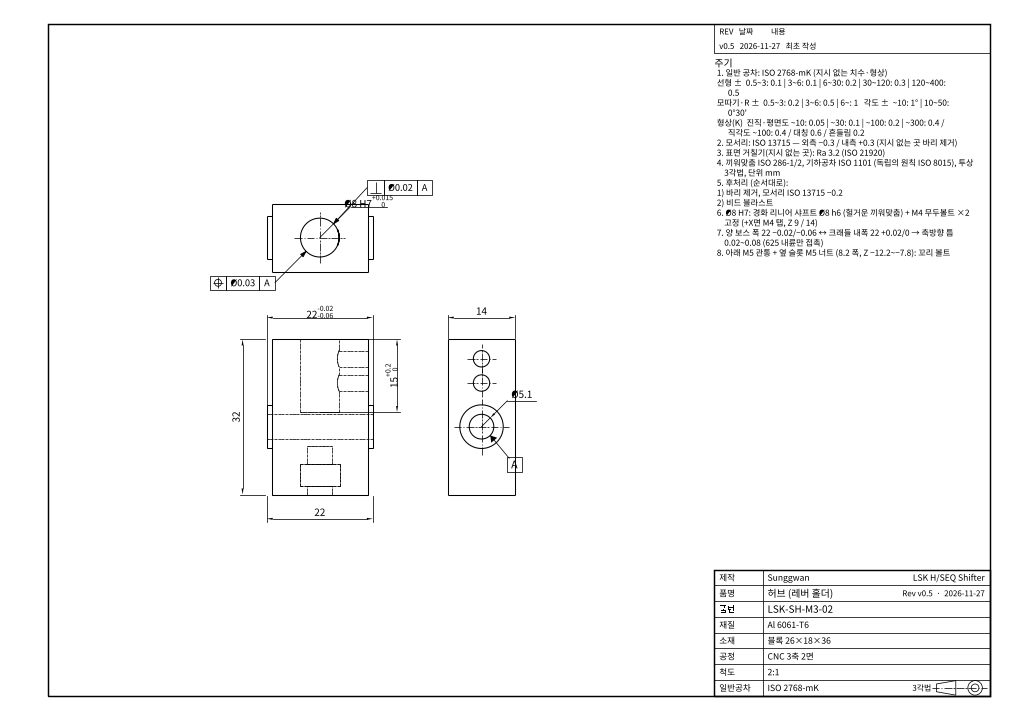 REV 날짜 내용
v0.5 2026-11-27 최초 작성
주기
1. 일반 공차: ISO 2768-mK (지시 없는 치수·형상)
선형 ± 0.5~3: 0.1 | 3~6: 0.1 | 6~30: 0.2 | 30~120: 0.3 | 120~400:
0.5
모따기·R ± 0.5~3: 0.2 | 3~6: 0.5 | 6~: 1 각도 ± ~10: 1° | 10~50:
0°30'
형상(K) 진직·평면도 ~10: 0.05 | ~30: 0.1 | ~100: 0.2 | ~300: 0.4 /
직각도 ~100: 0.4 / 대칭 0.6 / 흔들림 0.2
2. 모서리: ISO 13715 — 외측 −0.3 / 내측 +0.3 (지시 없는 곳 바리 제거)
3. 표면 거칠기(지시 없는 곳): Ra 3.2 (ISO 21920)
4. 끼워맞춤 ISO 286-1/2, 기하공차 ISO 1101 (독립의 원칙 ISO 8015), 투상
3각법, 단위 mm
5. 후처리 (순서대로):
1) 바리 제거, 모서리 ISO 13715 −0.2
2) 비드 블라스트
6. Ø8 H7: 경화 리니어 샤프트 Ø8 h6 (헐거운 끼워맞춤) + M4 무두볼트 ×2
고정 (+X면 M4 탭, Z 9 / 14)
7. 양 보스 폭 22 −0.02/−0.06 ↔ 크래들 내폭 22 +0.02/0 → 축방향 틈
0.02~0.08 (625 내륜만 접촉)
8. 아래 M5 관통 + 옆 슬롯 M5 너트 (8.2 폭, Z −12.2~−7.8): 꼬리 볼트
⊥ Ø0.02 A
Ø8 H7 +0.015 0
⌖ Ø0.03 A
22 -0.02 -0.06
14
15 +0.2 0
Ø5.1
32
A
22
제작 Sunggwan LSK H/SEQ Shifter
품명 허브 (레버 홀더) Rev v0.5 · 2026-11-27
품번 LSK-SH-M3-02
재질 Al 6061-T6
소재 블록 26×18×36
공정 CNC 3축 2면
척도 2:1
일반공차 ISO 2768-mK 3각법